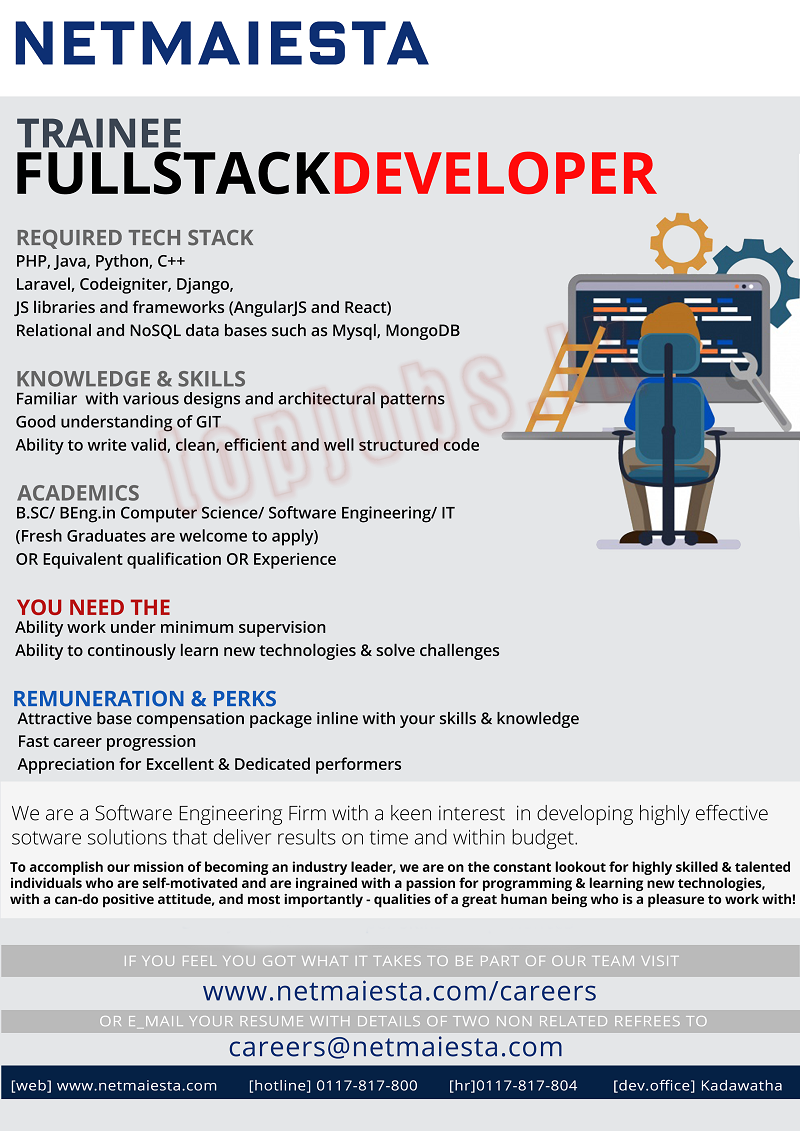 NETMAIESTA
TRAINEE
FULLSTACKDEVELOPER
REQUIRED TECH STACK
PHP, Java, Python, C++
Laravel, Codeigniter, Django,
JS libraries and frameworks (AngularJS and React)
Relational and NoSQL data bases such as Mysql, MongoDB
KNOWLEDGE & SKILLS
Familiar with various designs and architectural patterns
Good understanding of GIT
Ability to write valid, clean, efficient and well structured code
topjobs.lk
ACADEMICS
B.SC/ BEng.in Computer Science/ Software Engineering/ IT
(Fresh Graduates are welcome to apply)
OR Equivalent qualification OR Experience
YOU NEED THE
Ability work under minimum supervision
Ability to continously learn new technologies & solve challenges
REMUNERATION & PERKS
Attractive base compensation package inline with your skills & knowledge
Fast career progression
Appreciation for Excellent & Dedicated performers
We are a Software Engineering Firm with a keen interest in developing highly effective
sotware solutions that deliver results on time and within budget.
To accomplish our mission of becoming an industry leader, we are on the constant lookout for highly skilled & talented
individuals who are self-motivated and are ingrained with a passion for programming & learning new technologies,
with a can-do positive attitude, and most importantly - qualities of a great human being who is a pleasure to work with!
IF YOU FEEL YOU GOT WHAT IT TAKES TO BE PART OF OUR TEAM VISIT
www.netmaiesta.com/careers
OR E_MAIL YOUR RESUME WITH DETAILS OF TWO NON RELATED REFREES TO
careers@netmaiesta.com
[web] www.netmaiesta.com [hotline] 0117-817-800 [hr]0117-817-804 [dev.office] Kadawatha